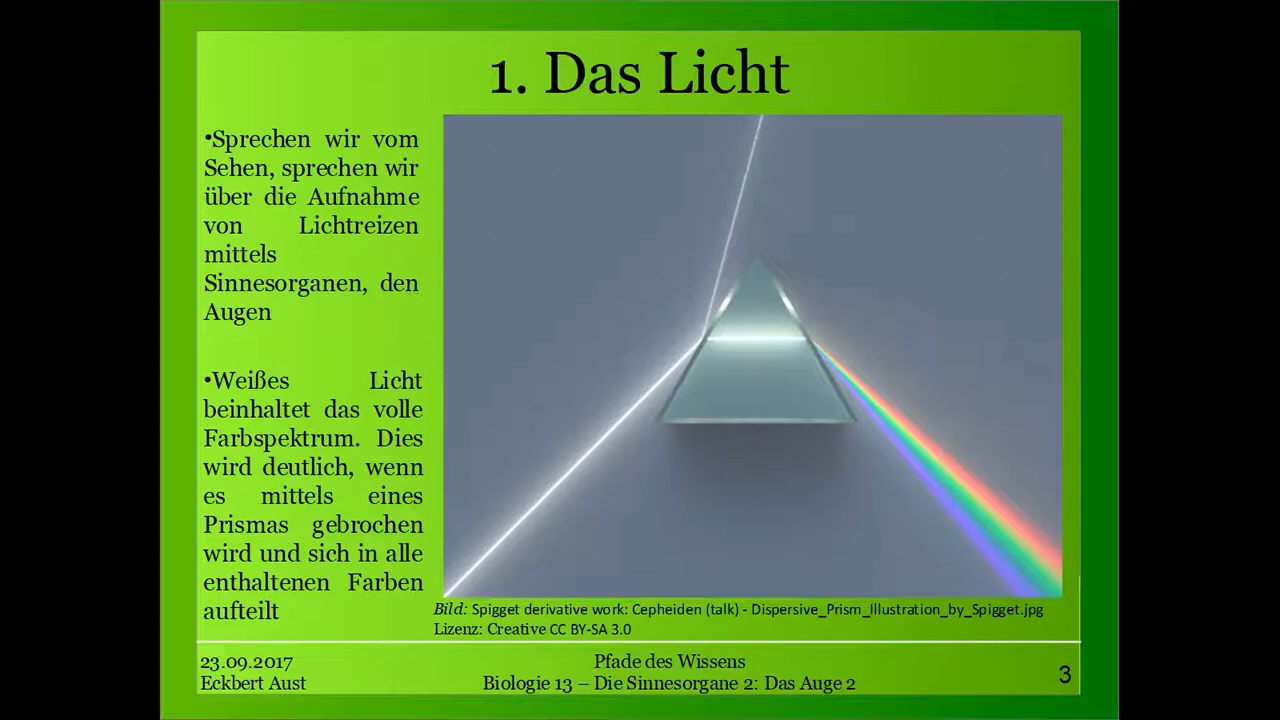 1. Das Licht
•Sprechen wir vom
Sehen, sprechen wir
über die Aufnahme
von Lichtreizen
mittels
Sinnesorganen, den
Augen
•Weißes Licht
beinhaltet das volle
Farbspektrum. Dies
wird deutlich, wenn
es mittels eines
Prismas gebrochen
wird und sich in alle
enthaltenen Farben
aufteilt
Bild: Spigget derivative work: Cepheiden (talk) - Dispersive_Prism_Illustration_by_Spigget.jpg
Lizenz: Creative CC BY-SA 3.0
23.09.2017
Eckbert Aust
Pfade des Wissens
Biologie 13 – Die Sinnesorgane 2: Das Auge 2
3